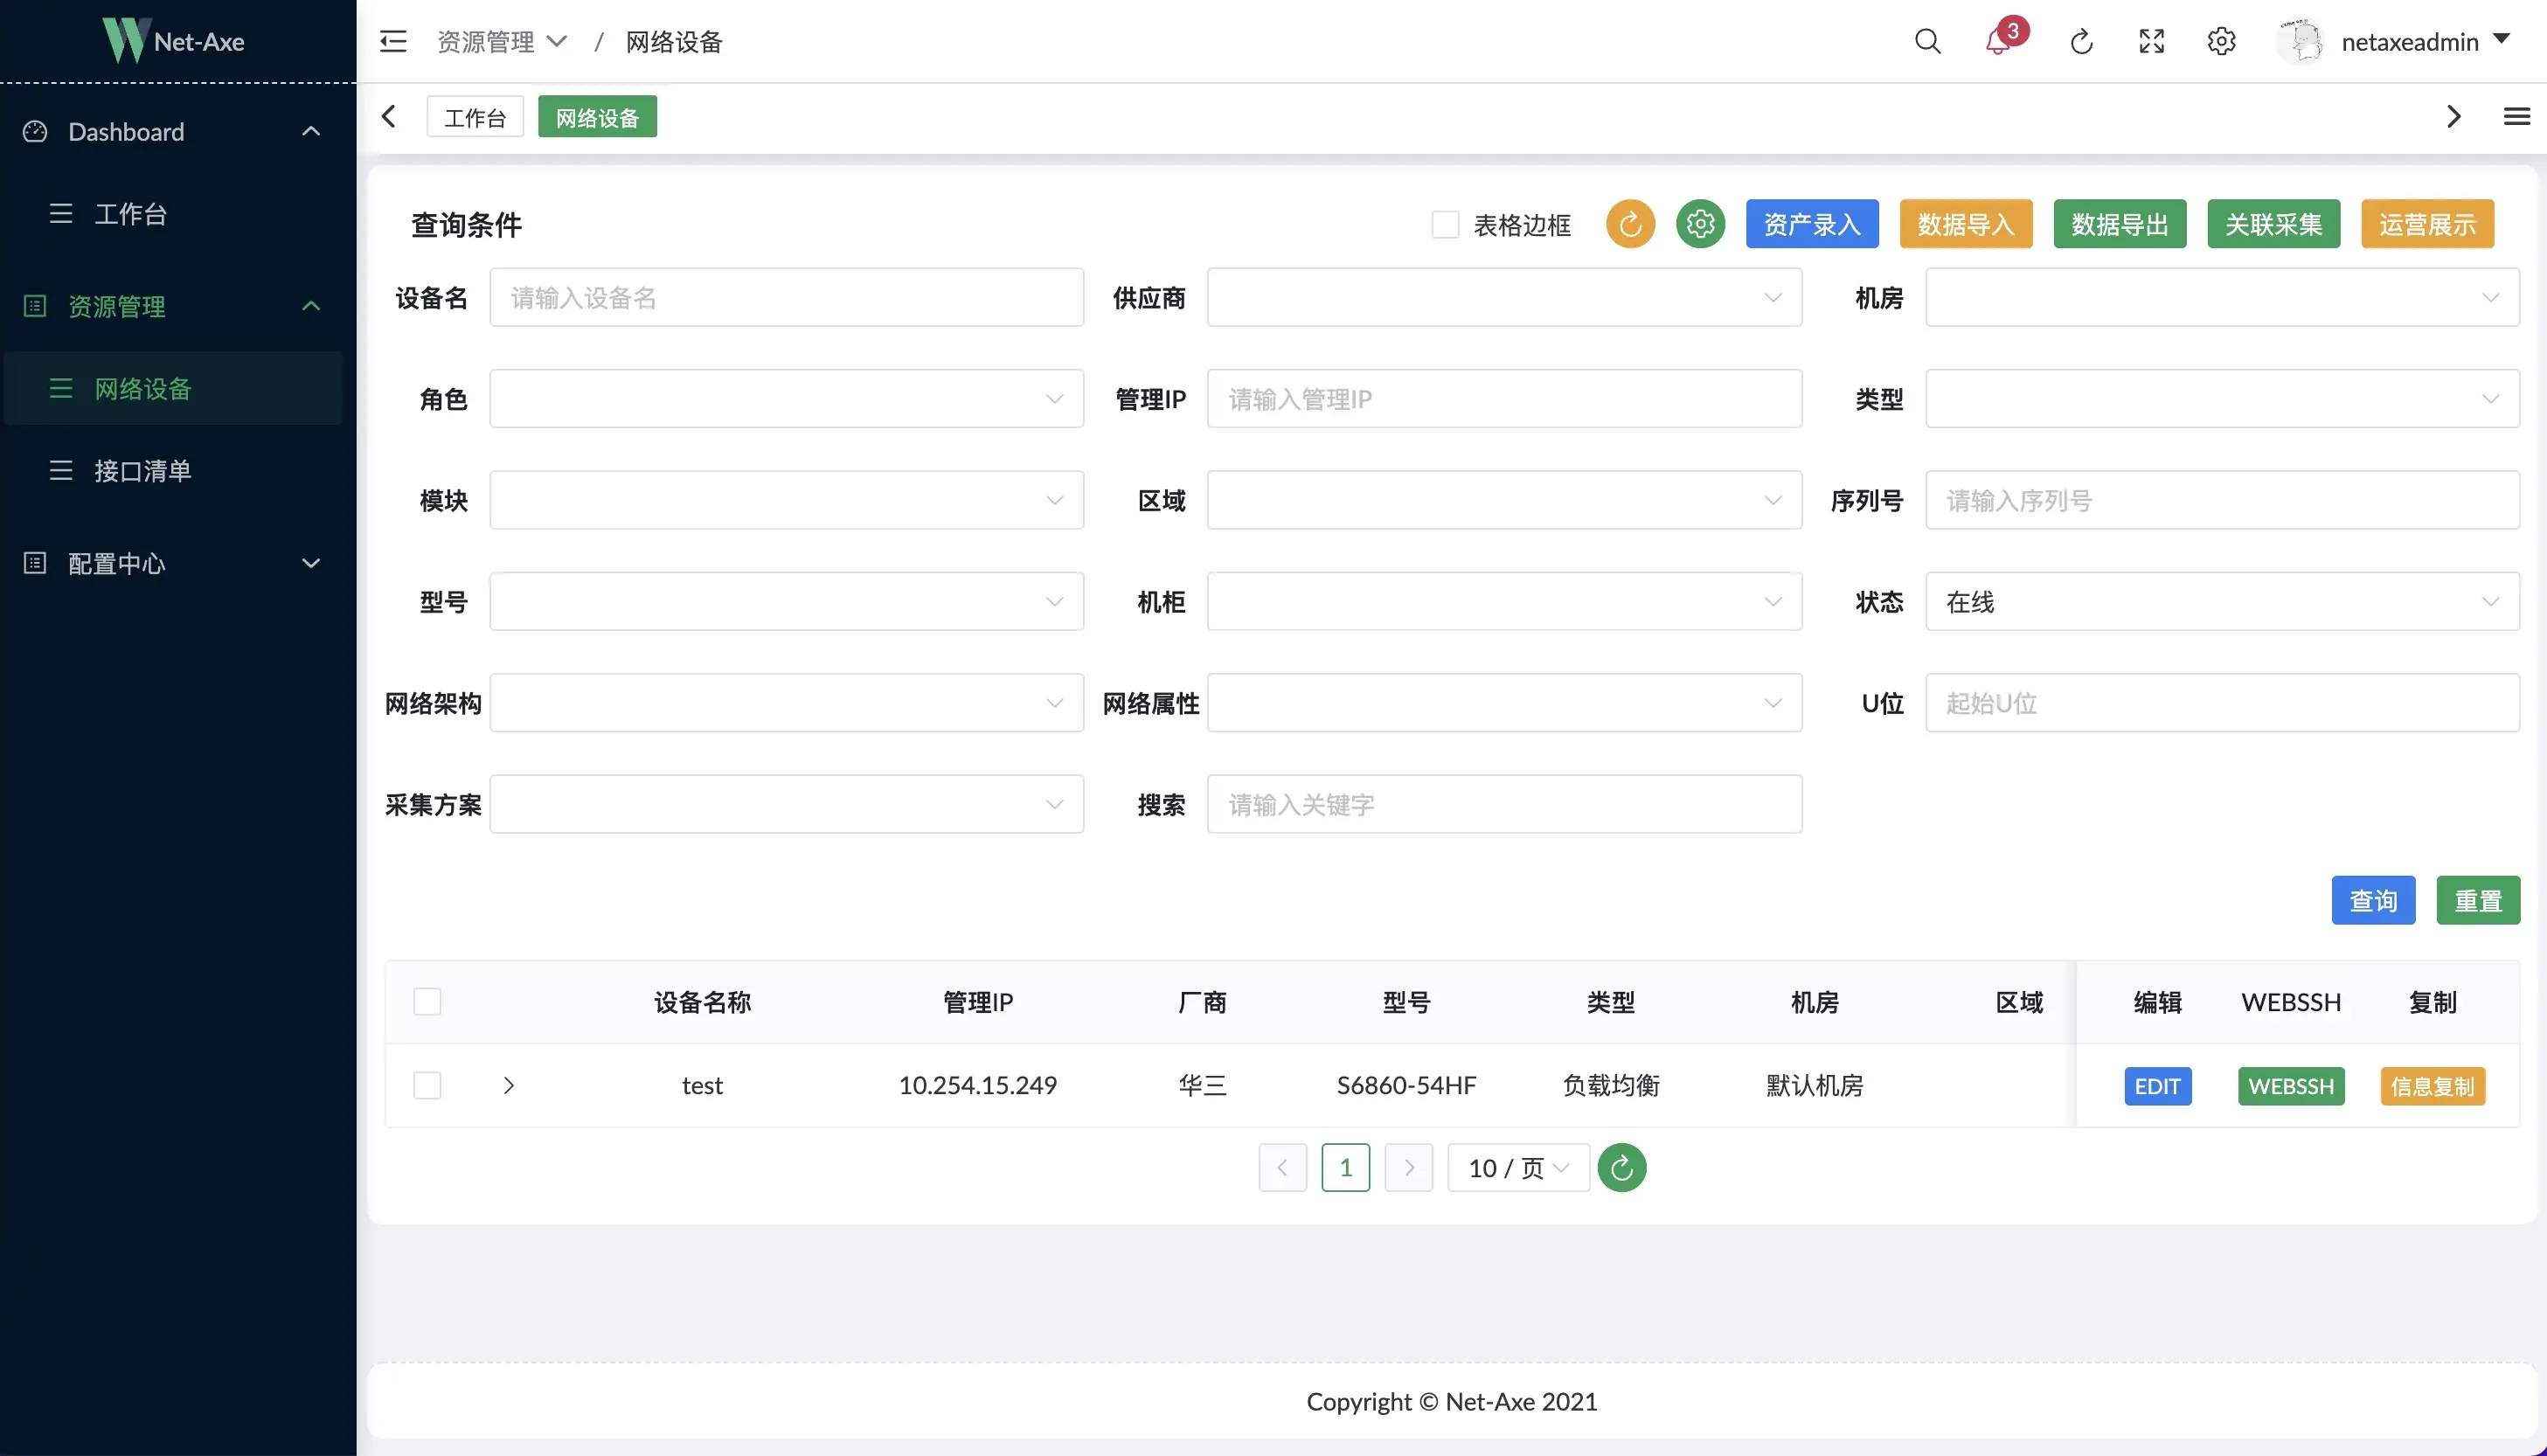 Net-Axe
资源管理 / 网络设备
3
netaxeadmin
Dashboard
工作台
资源管理
网络设备
接口清单
配置中心
工作台 网络设备
查询条件 表格边框 资产录入 数据导入 数据导出 关联采集 运营展示
设备名 请输入设备名 供应商 机房
角色 管理IP 请输入管理IP 类型
模块 区域 序列号 请输入序列号
型号 机柜 状态 在线
网络架构 网络属性 U位 起始U位
采集方案 搜索 请输入关键字
查询 重置
设备名称 管理IP 厂商 型号 类型 机房 区域 编辑 WEBSSH 复制
test 10.254.15.249 华三 S6860-54HF 负载均衡 默认机房 EDIT WEBSSH 信息复制
1 10 / 页
Copyright © Net-Axe 2021